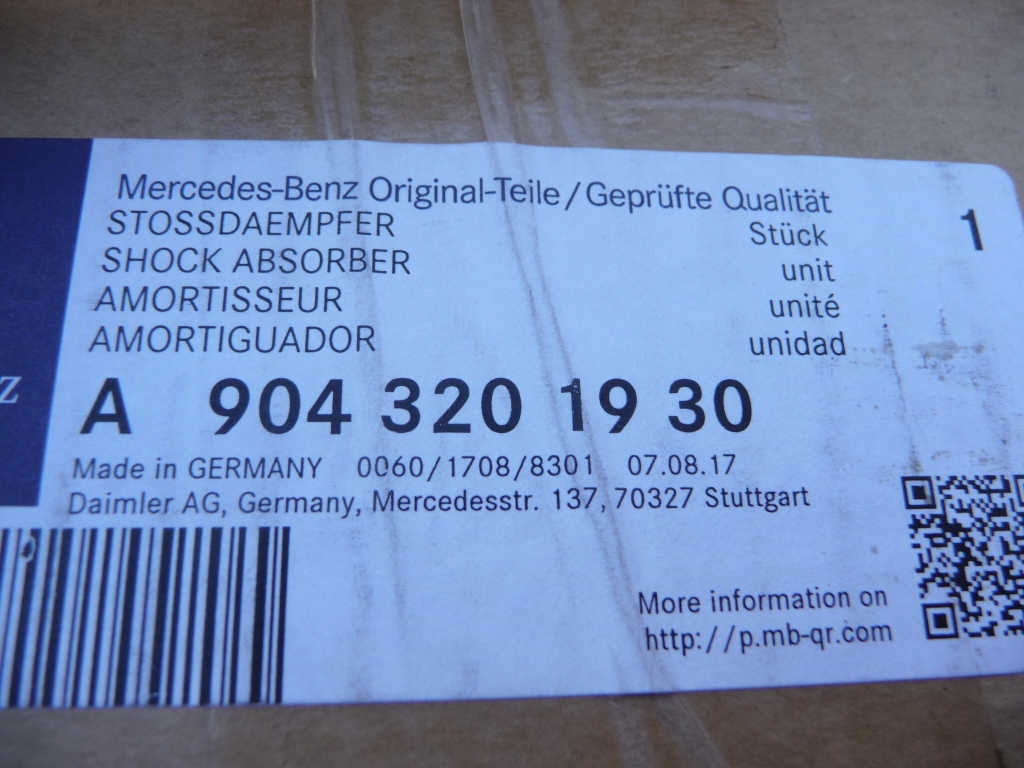 Mercedes-Benz Original-Teile/Geprüfte Qualität
STOSSDAEMPFER Stück 1
SHOCK ABSORBER unit
AMORTISSEUR unité
AMORTIGUADOR unidad
z
A 904 320 19 30
Made in GERMANY 0060/1708/8301 07.08.17
Daimler AG, Germany, Mercedesstr. 137, 70327 Stuttgart
More information on
http://p.mb-qr.com